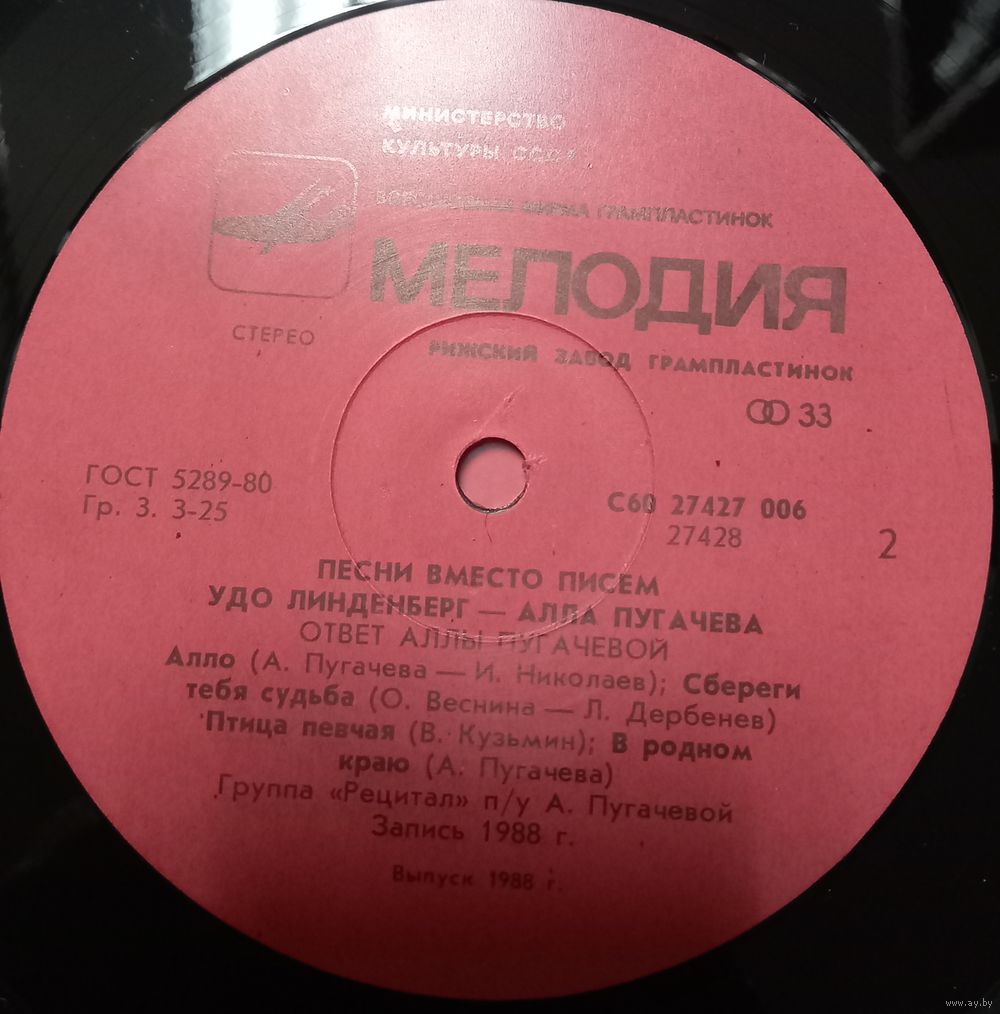 МИНИСТЕРСТВО
КУЛЬТУРЫ СССР
ВСЕСОЮЗНАЯ ФИРМА ГРАМПЛАСТИНОК
МЕЛОДИЯ
СТЕРЕО
РИЖСКИЙ ЗАВОД ГРАМПЛАСТИНОК
33
ГОСТ 5289-80
Гр. 3. 3-25
С60 27427 006
27428
2
ПЕСНИ ВМЕСТО ПИСЕМ
УДО ЛИНДЕНБЕРГ — АЛЛА ПУГАЧЕВА
ОТВЕТ АЛЛЫ ПУГАЧЕВОЙ
Алло (А. Пугачева — И. Николаев); Сбереги
тебя судьба (О. Веснина — Л. Дербенев)
Птица певчая (В. Кузьмин); В родном
краю (А. Пугачева)
Группа «Рецитал» п/у А. Пугачевой
Запись 1988 г.
Выпуск 1988 г.
www.ay.by